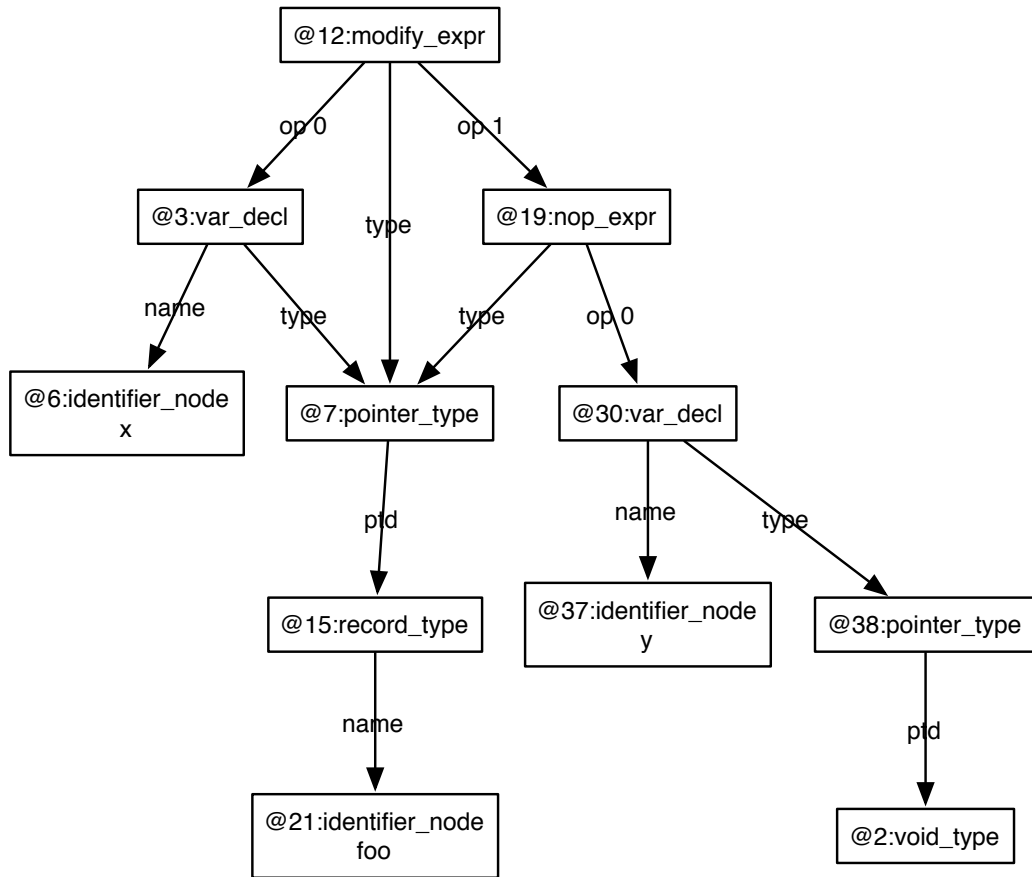 @12:modify_expr
op 0
op 1
@3:var_decl
type
@19:nop_expr
name
type
type
op 0
@6:identifier_node
x
@7:pointer_type
@30:var_decl
ptd
name
type
@15:record_type
@37:identifier_node
y
@38:pointer_type
name
ptd
@21:identifier_node
foo
@2:void_type